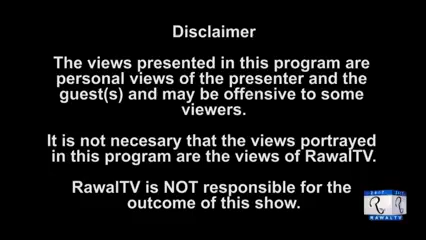 Disclaimer
The views presented in this program are
personal views of the presenter and the
guest(s) and may be offensive to some
viewers.
It is not necesary that the views portrayed
in this program are the views of RawalTV.
RawalTV is NOT responsible for the
outcome of this show.
RAWALTV